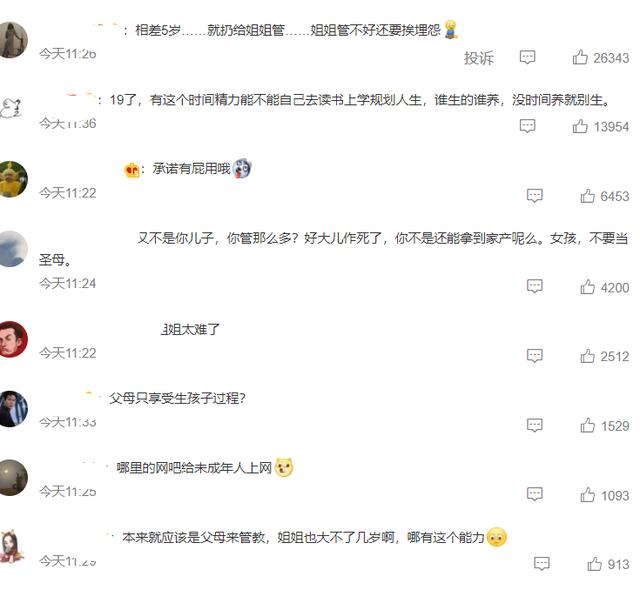 ：相差5岁……就扔给姐姐管……姐姐管不好还要挨埋怨
今天11:26
投诉
26343
：19了，有这个时间精力能不能自己去读书上学规划人生，谁生的谁养，没时间养就别生。
今天11:36
13954
：承诺有屁用哦
今天11:22
6453
又不是你儿子，你管那么多？好大儿作死了，你不是还能拿到家产呢么。女孩，不要当
圣母。
今天11:24
4200
姐太难了
今天11:22
2512
父母只享受生孩子过程?
今天11:33
1529
哪里的网吧给未成年人上网
今天11:25
1093
本来就应该是父母来管教，姐姐也大不了几岁啊，哪有这个能力
今天11:29
913